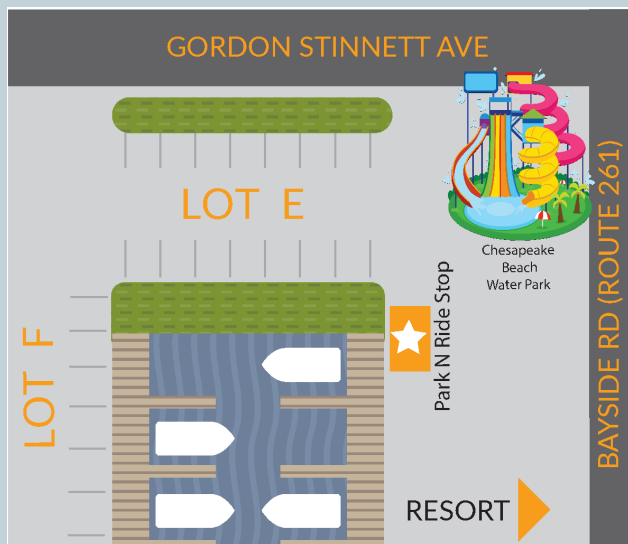 GORDON STINNETT AVE
LOT E
Chesapeake
Beach
Water Park
BAYSIDE RD (ROUTE 261)
Park N Ride Stop
LOT F
RESORT